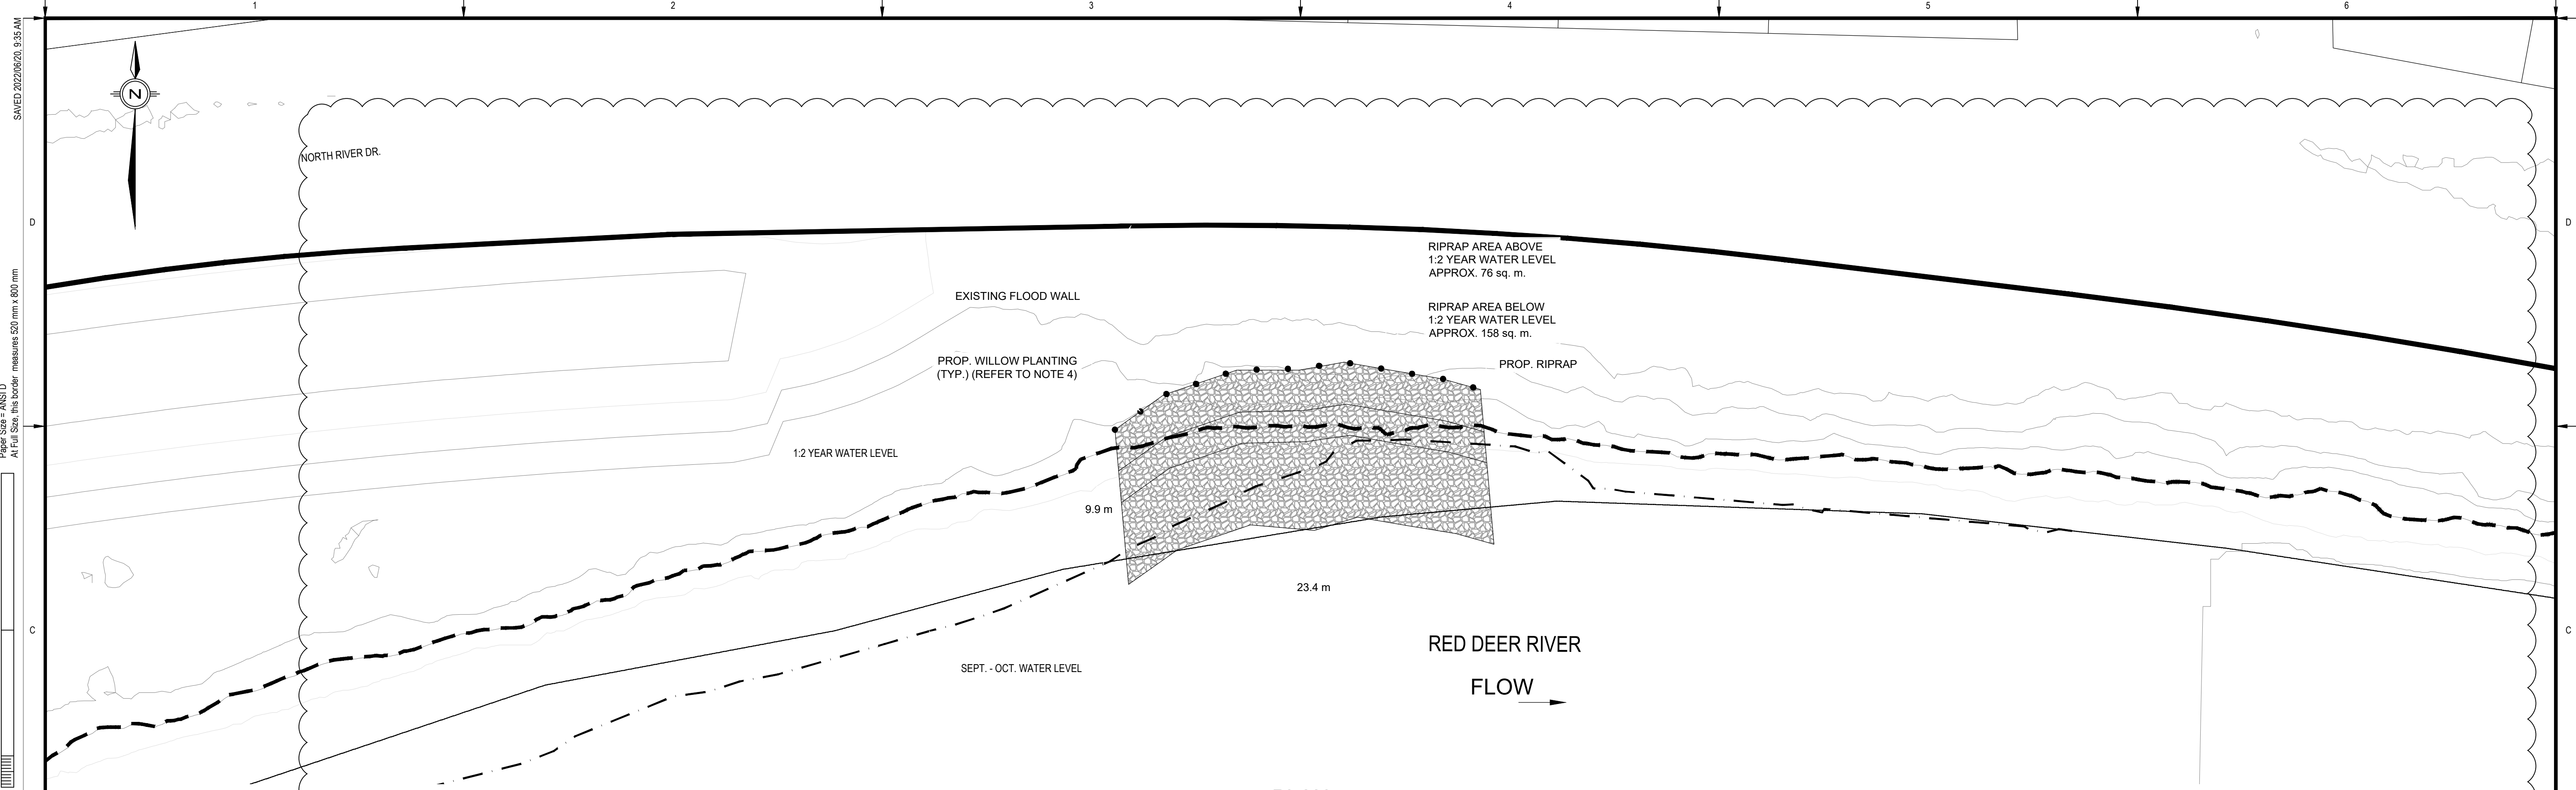 1 2 3 4 5 6
SAVED 2022/06/20, 9:35 AM
N
NORTH RIVER DR.
D
D
RIPRAP AREA ABOVE
1:2 YEAR WATER LEVEL
APPROX. 76 sq. m.
EXISTING FLOOD WALL
RIPRAP AREA BELOW
1:2 YEAR WATER LEVEL
APPROX. 158 sq. m.
PROP. WILLOW PLANTING
(TYP.) (REFER TO NOTE 4)
PROP. RIPRAP
Paper Size = ANSI D
At Full Size, this border measures 520 mm x 800 mm
1:2 YEAR WATER LEVEL
9.9 m
23.4 m
C
C
RED DEER RIVER
SEPT. - OCT. WATER LEVEL
FLOW